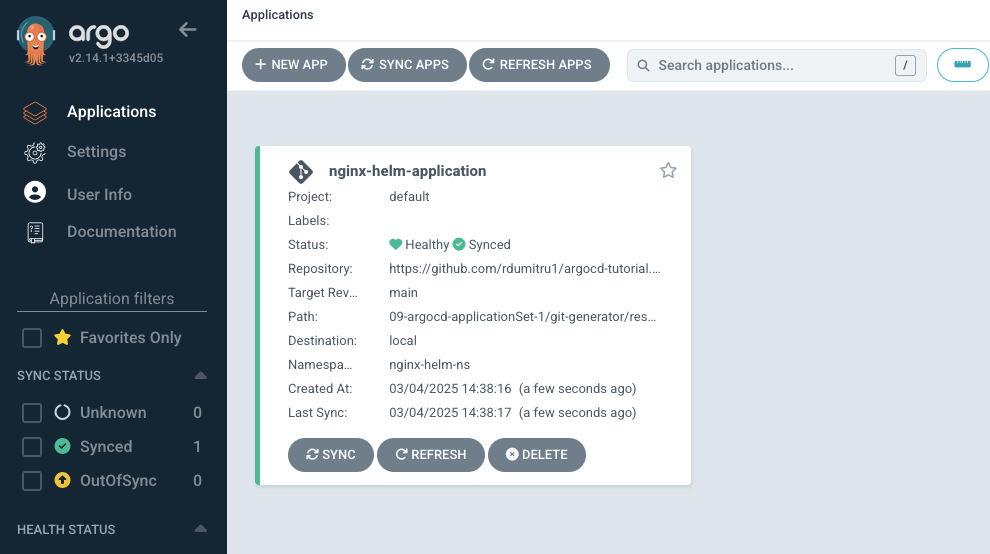 argo
v2.14.1+3345d05
Applications
Settings
User Info
Documentation
Application filters
Favorites Only
SYNC STATUS
Unknown 0
Synced 1
OutOfSync 0
HEALTH STATUS
Applications
+ NEW APP SYNC APPS REFRESH APPS Search applications... /
nginx-helm-application
Project: default
Labels:
Status: Healthy Synced
Repository: https://github.com/rdumitru1/argocd-tutorial....
Target Rev... main
Path: 09-argocd-applicationSet-1/git-generator/res...
Destination: local
Namespa... nginx-helm-ns
Created At: 03/04/2025 14:38:16 (a few seconds ago)
Last Sync: 03/04/2025 14:38:17 (a few seconds ago)
SYNC REFRESH DELETE